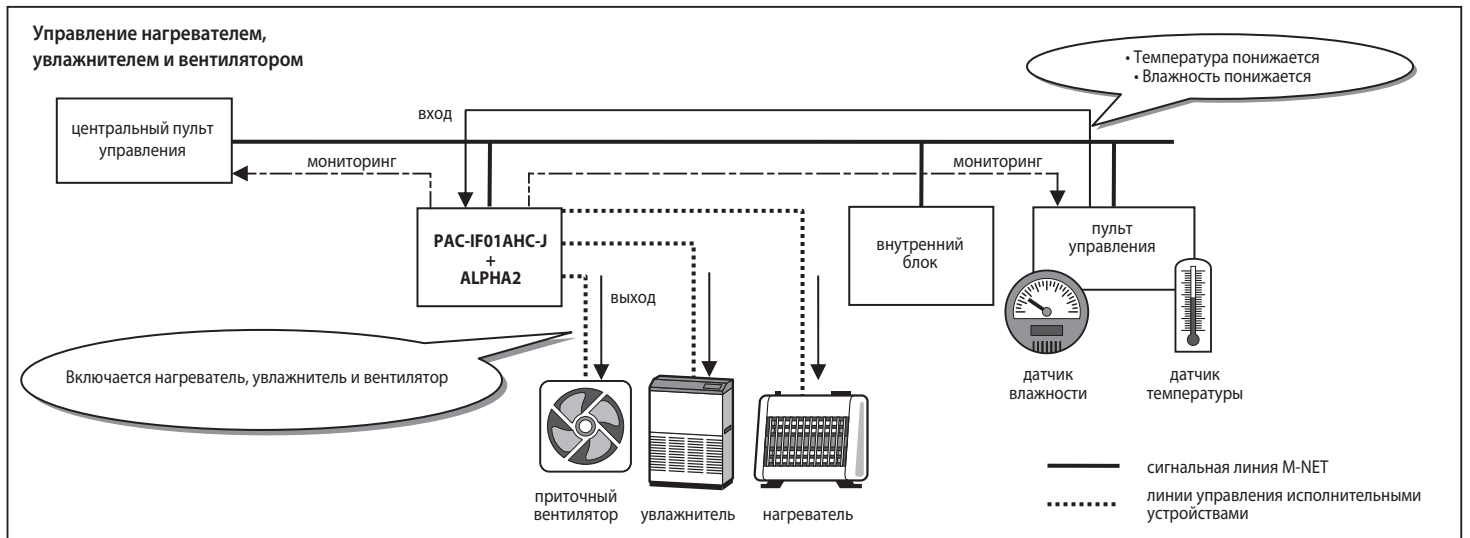 Управление нагревателем,
увлажнителем и вентилятором
• Температура понижается
• Влажность понижается
вход
центральный пульт
управления
мониторинг
мониторинг
PAC-IF01AHC-J
+
ALPHA2
внутренний
блок
пульт
управления
выход
Включается нагреватель, увлажнитель и вентилятор
датчик
влажности
датчик
температуры
приточный
вентилятор
увлажнитель
нагреватель
сигнальная линия M-NET
линии управления исполнительными
устройствами